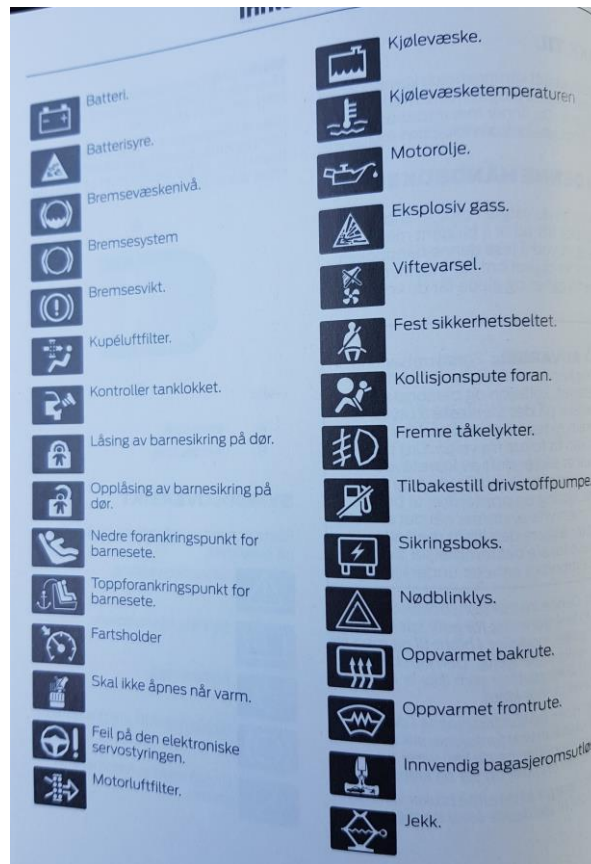 Batteri.
Batterisyre.
Bremsevæskenivå.
Bremsesystem
Bremsesvikt.
Kupéluftfilter.
Kontroller tanklokket.
Låsing av barnesikring på dør.
Opplåsing av barnesikring på
dør.
Nedre forankringspunkt for
barnesete.
Toppforankringspunkt for
barnesete.
Fartsholder
Skal ikke åpnes når varm.
Feil på den elektroniske
servostyringen.
Motorluftfilter.
Kjølevæske.
Kjølevæsketemperaturen
Motorolje.
Eksplosiv gass.
Viftevarsel.
Fest sikkerhetsbeltet.
Kollisjonspute foran.
Fremre tåkelykter.
Tilbakestill drivstoffpumpe
Sikringsboks.
Nødblinklys.
Oppvarmet bakrute.
Oppvarmet frontrute.
Innvendig bagasjeromsutlø
Jekk.